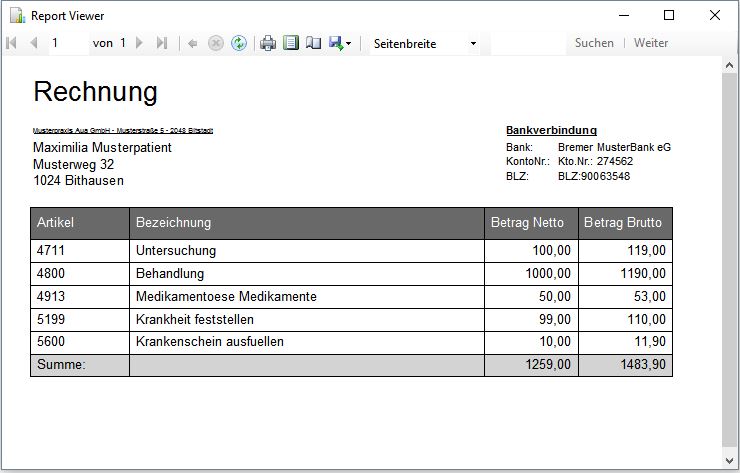 Report Viewer
1 von 1 Seitenbreite Suchen | Weiter
Rechnung
Musterpraxis Aua GmbH - Musterstraße 5 - 2048 Bitstadt
Maximilia Musterpatient
Musterweg 32
1024 Bithausen
Bankverbindung
Bank: Bremer MusterBank eG
KontoNr.: Kto.Nr.: 274562
BLZ: BLZ:90063548
Artikel Bezeichnung Betrag Netto Betrag Brutto
4711 Untersuchung 100,00 119,00
4800 Behandlung 1000,00 1190,00
4913 Medikamentoese Medikamente 50,00 53,00
5199 Krankheit feststellen 99,00 110,00
5600 Krankenschein ausfuellen 10,00 11,90
Summe: 1259,00 1483,90